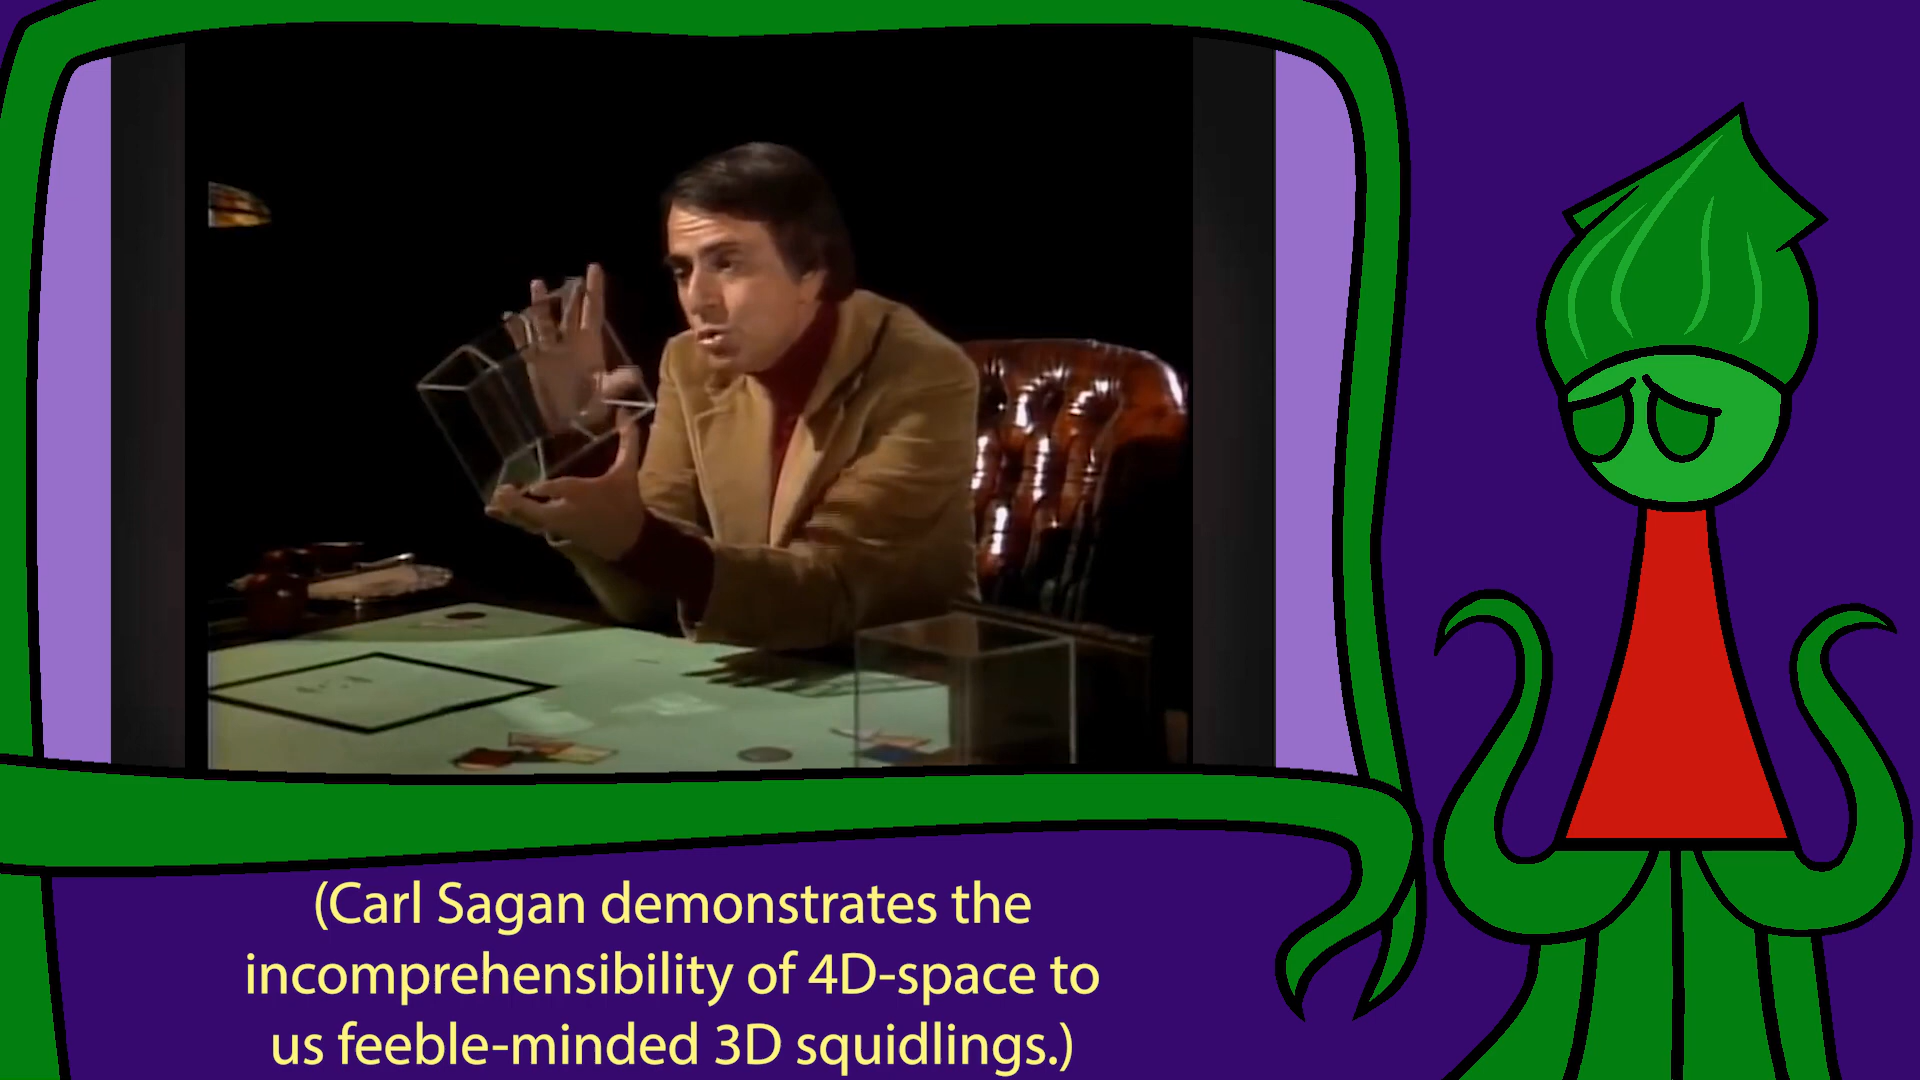 (Carl Sagan demonstrates the
incomprehensibility of 4D-space to
us feeble-minded 3D squidlings.)